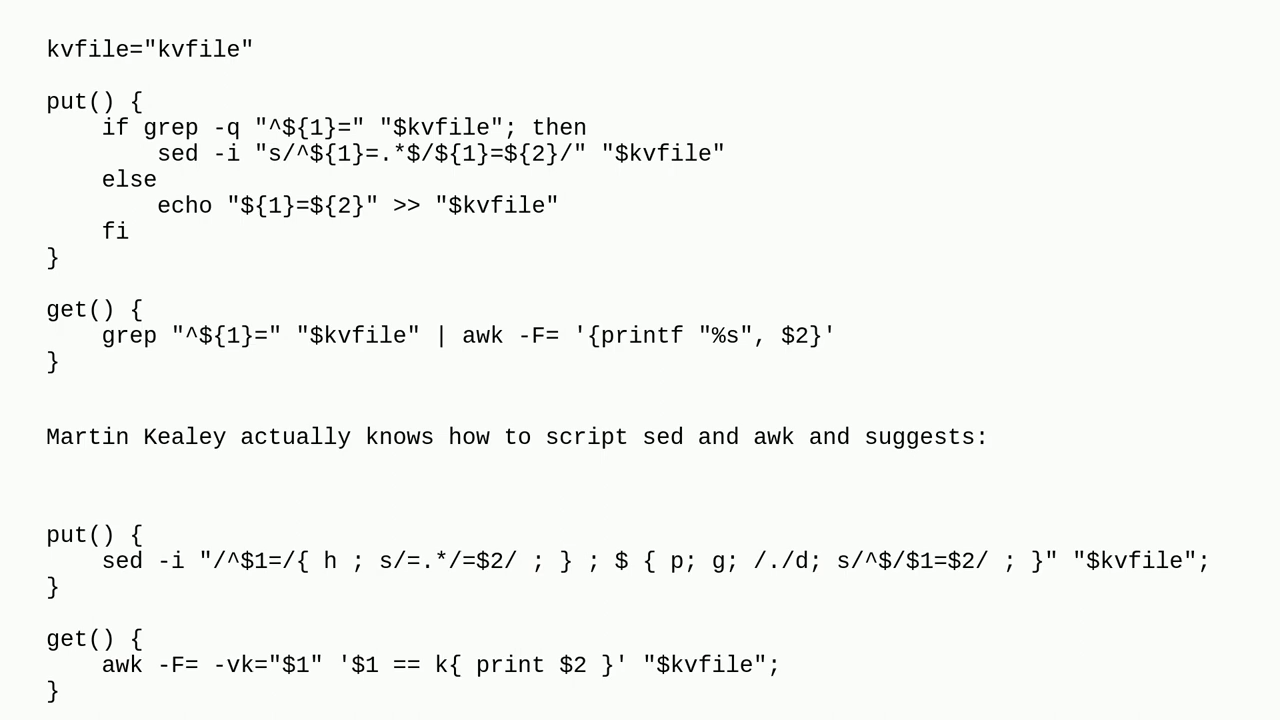 kvfile="kvfile"
put() {
    if grep -q "^${1}=" "$kvfile"; then
        sed -i "s/^${1}=.*$/${1}=${2}/" "$kvfile"
    else
        echo "${1}=${2}" >> "$kvfile"
    fi
}
get() {
    grep "^${1}=" "$kvfile" | awk -F= '{printf "%s", $2}'
}
Martin Kealey actually knows how to script sed and awk and suggests:
put() {
    sed -i "/^$1=/{ h ; s/=.*/=$2/ ; } ; $ { p; g; /./d; s/^$/$1=$2/ ; }" "$kvfile";
}
get() {
    awk -F= -vk="$1" '$1 == k{ print $2 }' "$kvfile";
}